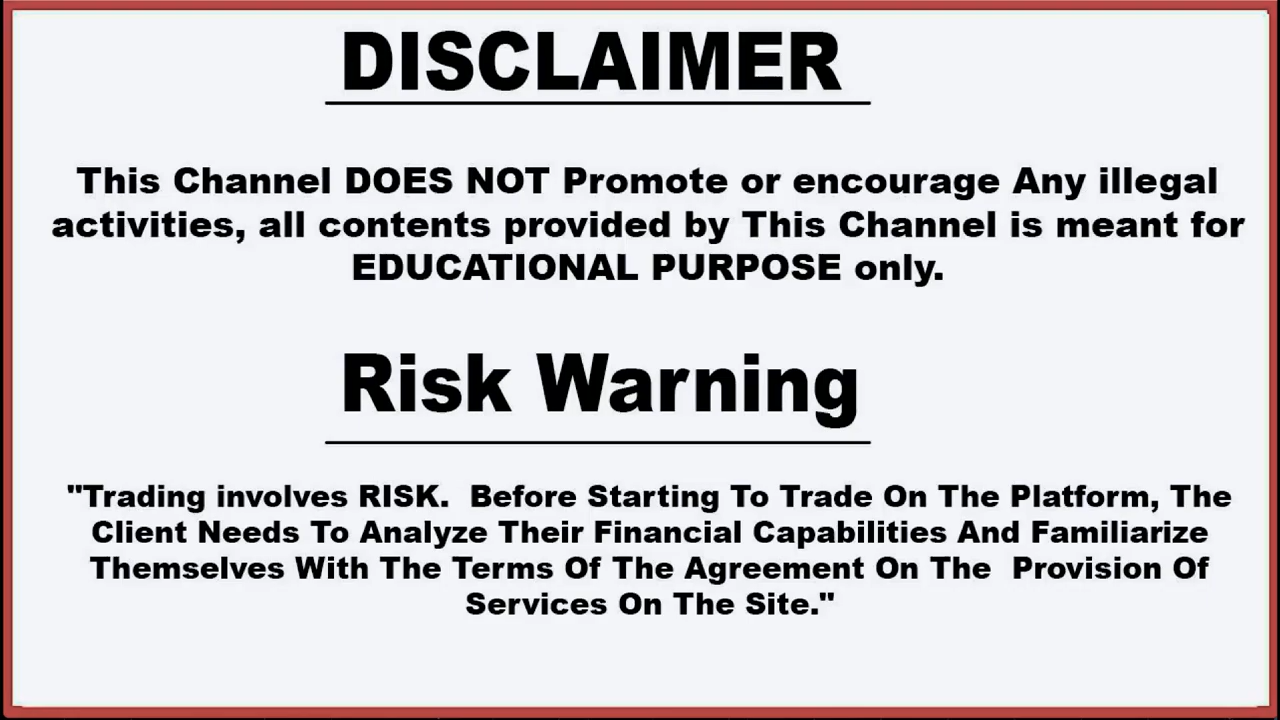 DISCLAIMER
This Channel DOES NOT Promote or encourage Any illegal
activities, all contents provided by This Channel is meant for
EDUCATIONAL PURPOSE only.
Risk Warning
"Trading involves RISK.  Before Starting To Trade On The Platform, The
Client Needs To Analyze Their Financial Capabilities And Familiarize
Themselves With The Terms Of The Agreement On The  Provision Of
Services On The Site."